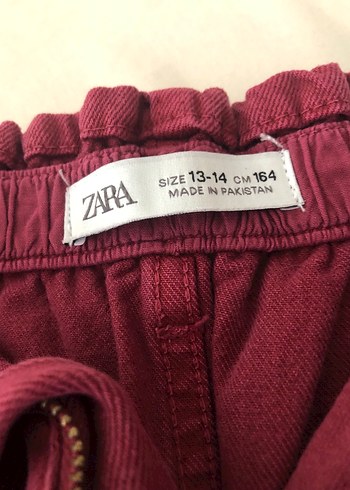 ZARA
SIZE 13-14 CM 164
MADE IN PAKISTAN